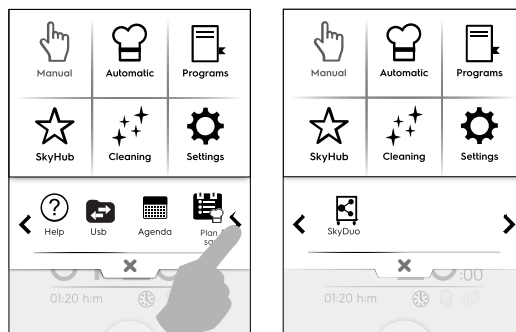 Manual Automatic Programs
SkyHub Cleaning Settings
Help Usb Agenda Plan
01:20 h:m
Manual Automatic Programs
SkyHub Cleaning Settings
SkyDuo
:00
01:20 h:m